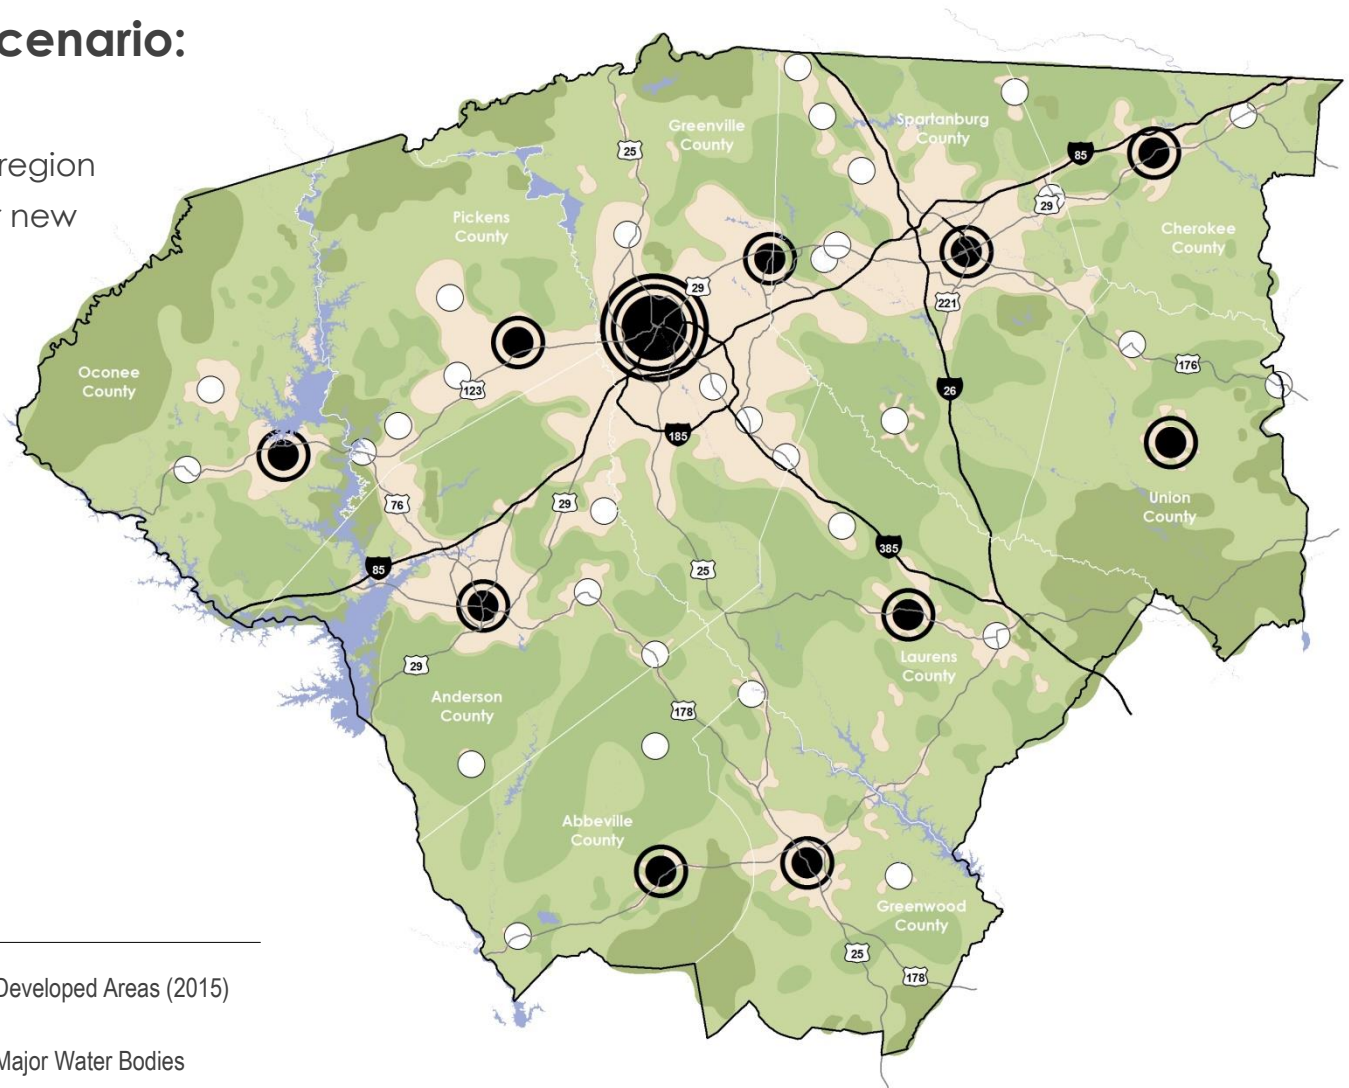 cenario:
region
new
Greenville
County
Spartanburg
County
25
85
29
Pickens
County
Cherokee
County
29
221
Oconee
County
176
123
26
185
Union
County
76
29
385
85
25
Laurens
County
29
Anderson
County
178
Abbeville
County
Greenwood
County
25
178
Developed Areas (2015)
Major Water Bodies